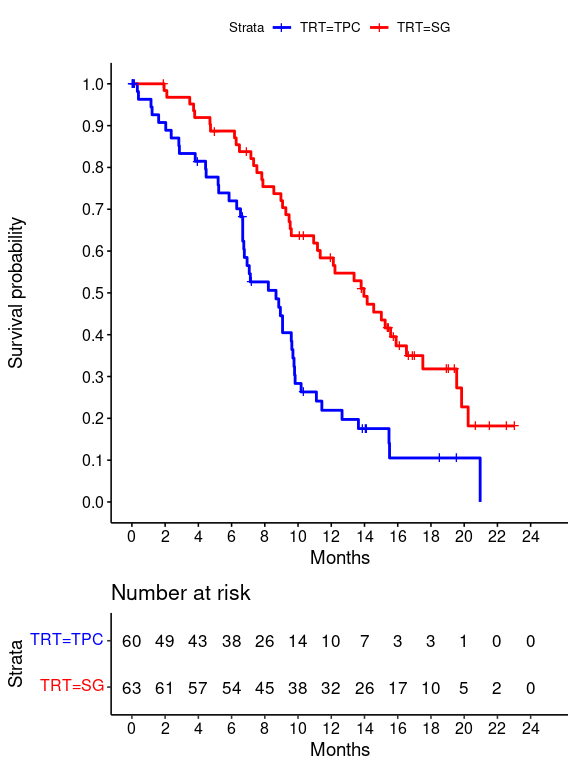 Strata TRT=TPC TRT=SG
Survival probability
1.0
0.9
0.8
0.7
0.6
0.5
0.4
0.3
0.2
0.1
0.0
0 2 4 6 8 10 12 14 16 18 20 22 24
Months
Number at risk
Strata
TRT=TPC 60 49 43 38 26 14 10 7 3 3 1 0 0
TRT=SG 63 61 57 54 45 38 32 26 17 10 5 2 0
0 2 4 6 8 10 12 14 16 18 20 22 24
Months